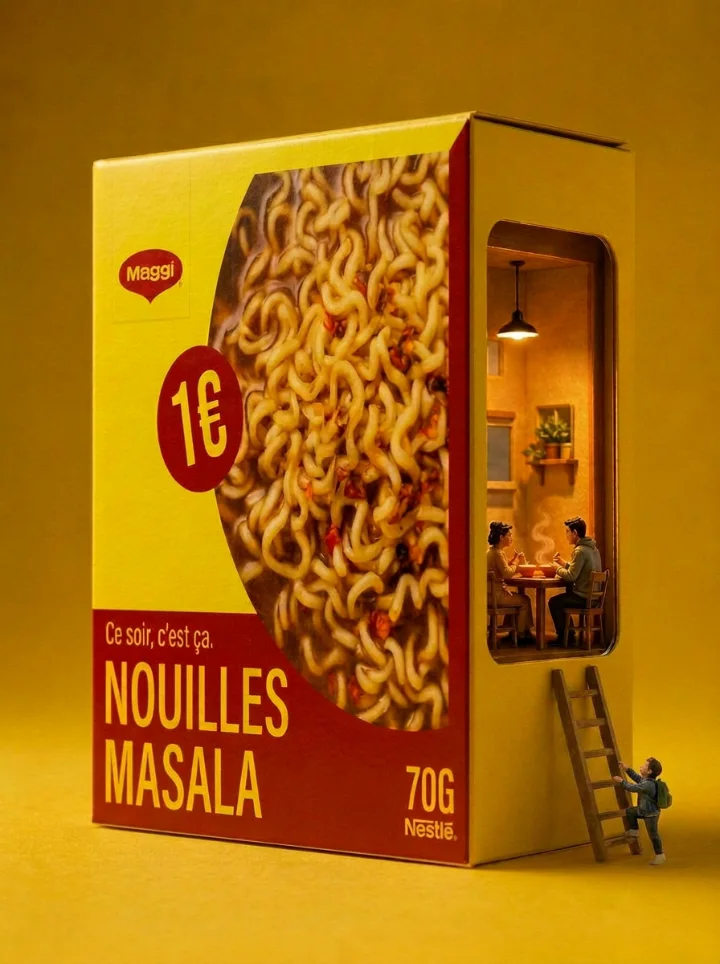 Maggi
1€
Ce soir, c'est ça.
NOUILLES
MASALA
70G
Nestlé